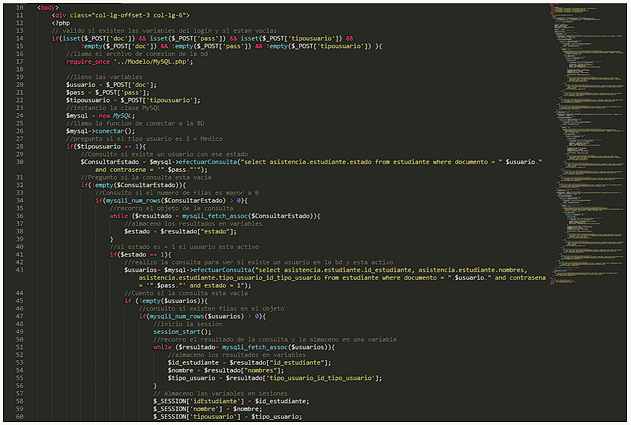 10 <body>
11 <div class="col-lg-offset-3 col-lg-6">
12 <?php
13 // valido si existen las variables del login y si estan vacias
14 if(isset($_POST['doc']) && isset($_POST['pass']) && isset($_POST['tipousuario']) &&
15 !empty($_POST['doc']) && !empty($_POST['pass']) && !empty($_POST['tipousuario']) ){
16 //llamo el archivo de conexion de la bd
17 require_once '../Modelo/MySQL.php';
18
19 //lleno las variables
20 $usuario = $_POST['doc'];
21 $pass = $_POST['pass'];
22 $tipousuario = $_POST['tipousuario'];
23 //instancio la clase MySQL
24 $mysql = new MySQL;
25 //llamo la funcion de conectar a la BD
26 $mysql->conectar();
27 //pregunto si el tipo usuario es 1 = Medico
28 if($tipousuario == 1){
29 //Consulto si existe un usuario con ese estado
30 $ConsultarEstado = $mysql->efectuarConsulta("select asistencia.estudiante.estado from estudiante where documento = ".$usuario."
and contrasena = '".$pass."'");
31 //Pregunto si la consulta esta vacia
32 if(!empty($ConsultarEstado)){
33 //Consulto si el numero de filas es mayor a 0
34 if(mysqli_num_rows($ConsultarEstado) > 0){
35 //recorro el objeto de la consulta
36 while ($resultado = mysqli_fetch_assoc($ConsultarEstado)){
37 //almaceno los resultados en variables
38 $estado = $resultado["estado"];
39 }
40 //si estado es = 1 el usuario esta activo
41 if($estado == 1){
42 //realizo la consulta para ver si existe un usuario en la bd y esta activo
43 $usuarios= $mysql->efectuarConsulta("select asistencia.estudiante.id_estudiante, asistencia.estudiante.nombres,
asistencia.estudiante.tipo_usuario_id_tipo_usuario from estudiante where documento = ".$usuario." and contrasena
= '".$pass."' and estado = 1");
44 //Cuento si la consulta esta vacia
45 if (!empty($usuarios)){
46 //consulto si existen filas en el objeto
47 if(mysqli_num_rows($usuarios) > 0){
48 //inicio la session
49 session_start();
50 //recorro el resultado de la consulta y la almaceno en una variable
51 while ($resultado= mysqli_fetch_assoc($usuarios)){
52 //almaceno los resultados en variables
53 $id_estudiante = $resultado["id_estudiante"];
54 $nombre = $resultado["nombres"];
55 $tipo_usuario = $resultado['tipo_usuario_id_tipo_usuario'];
56 }
57 // Almaceno las variables en sesiones
58 $_SESSION['idEstudiante'] = $id_estudiante;
59 $_SESSION['nombre'] = $nombre;
60 $_SESSION['tipousuario'] = $tipo_usuario;